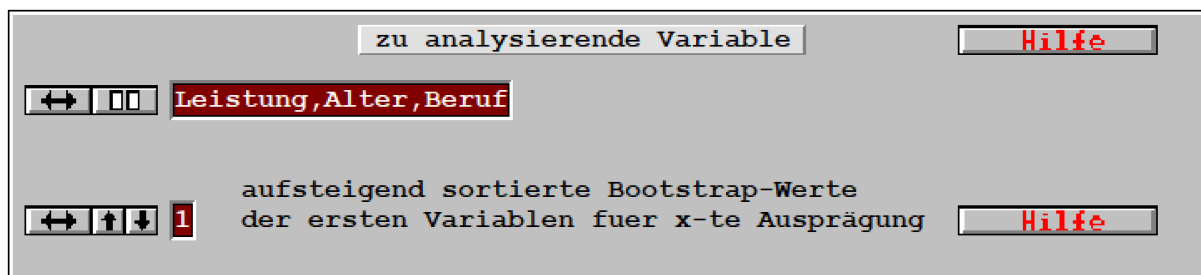 zu analysierende Variable
Hilfe
Leistung,Alter,Beruf
aufsteigend sortierte Bootstrap-Werte
1 der ersten Variablen fuer x-te Ausprägung
Hilfe